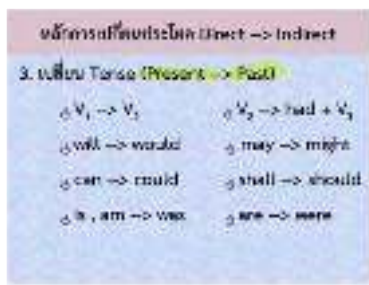 หลักการเปลี่ยนประโยค Direct --> Indirect
3. เปลี่ยน Tense (Present --> Past)
V₁ --> V₂ V₂ --> had + V₃
will --> would may --> might
can --> could shall --> should
is , am --> was are --> were